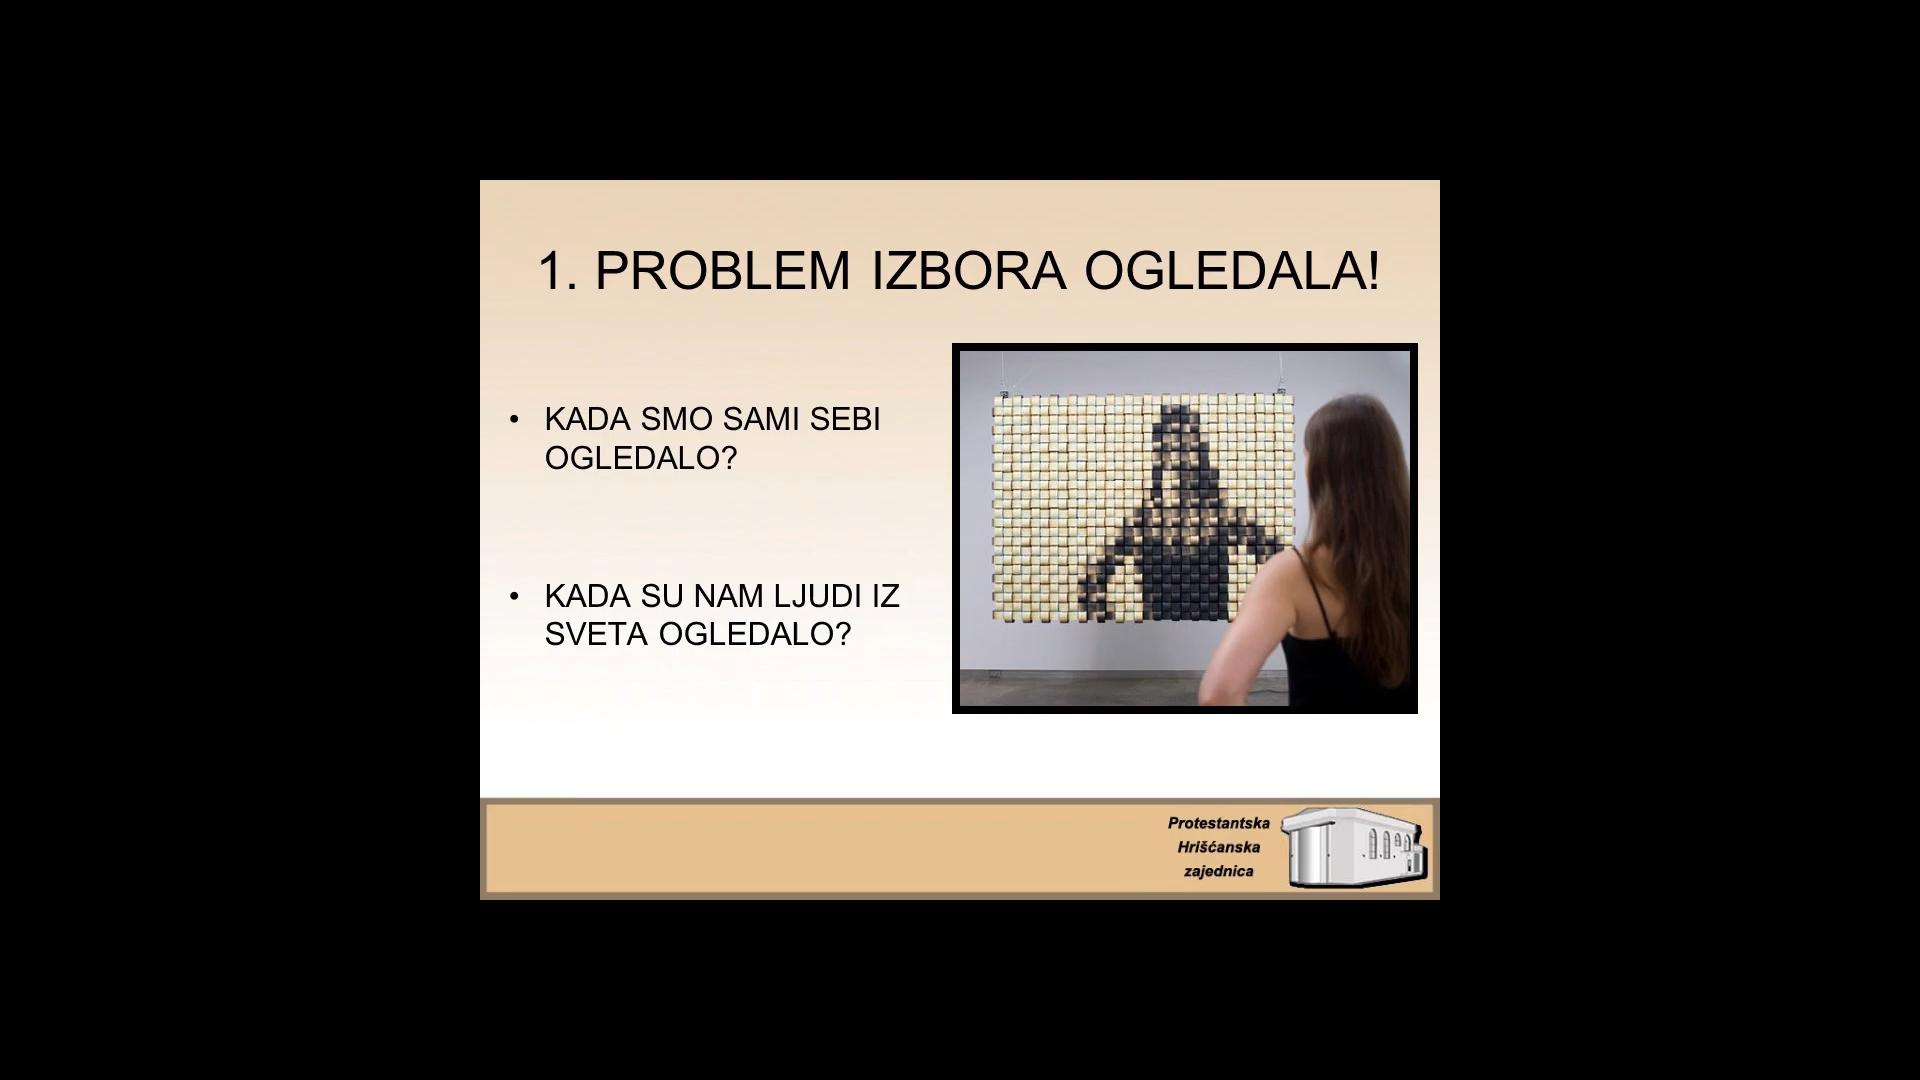 1. PROBLEM IZBORA OGLEDALA!
• KADA SMO SAMI SEBI
OGLEDALO?
• KADA SU NAM LJUDI IZ
SVETA OGLEDALO?
Protestantska
Hrišćanska
zajednica